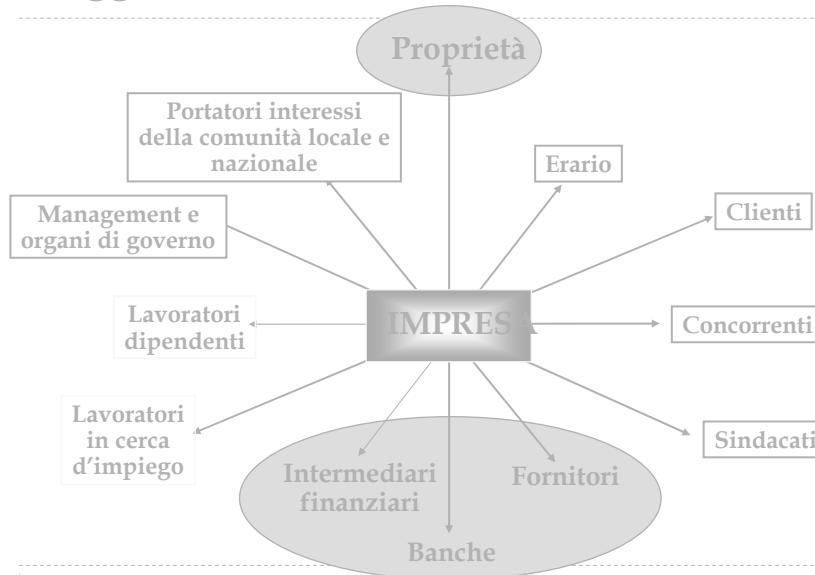 Proprietà
Portatori interessi
della comunità locale e
nazionale
Erario
Management e
organi di governo
Clienti
Lavoratori
dipendenti
IMPRESA
Concorrenti
Lavoratori
in cerca
d'impiego
Sindacati
Intermediari
finanziari
Fornitori
Banche